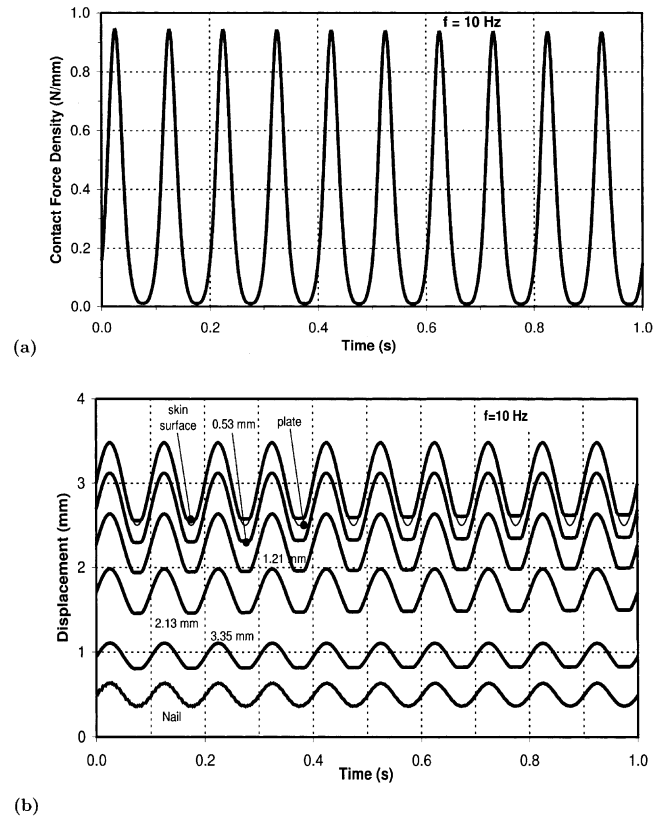 f = 10 Hz
Contact Force Density (N/mm)
1.0
0.8
0.6
0.4
0.2
0.0
0.0 0.2 0.4 0.6 0.8 1.0
Time (s)
(a)
f=10 Hz
skin
surface
0.53 mm
plate
Displacement (mm)
4
3
2
1
0
1.21 mm
2.13 mm
3.35 mm
Nail
0.0 0.2 0.4 0.6 0.8 1.0
Time (s)
(b)